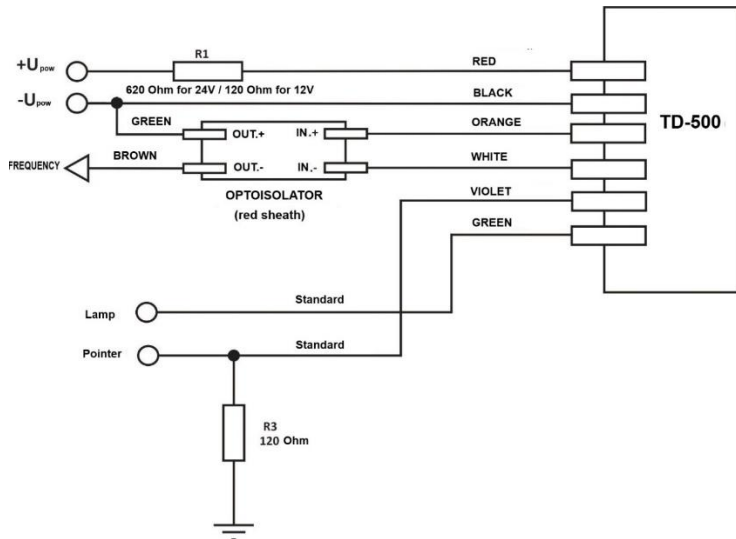 R1
+U pow
RED
620 Ohm for 24V / 120 Ohm for 12V
-U pow
BLACK
GREEN
ORANGE
TD-500
OUT.+
IN.+
FREQUENCY
BROWN
OUT.-
IN.-
WHITE
OPTOISOLATOR
(red sheath)
VIOLET
GREEN
Lamp
Standard
Pointer
Standard
R3
120 Ohm